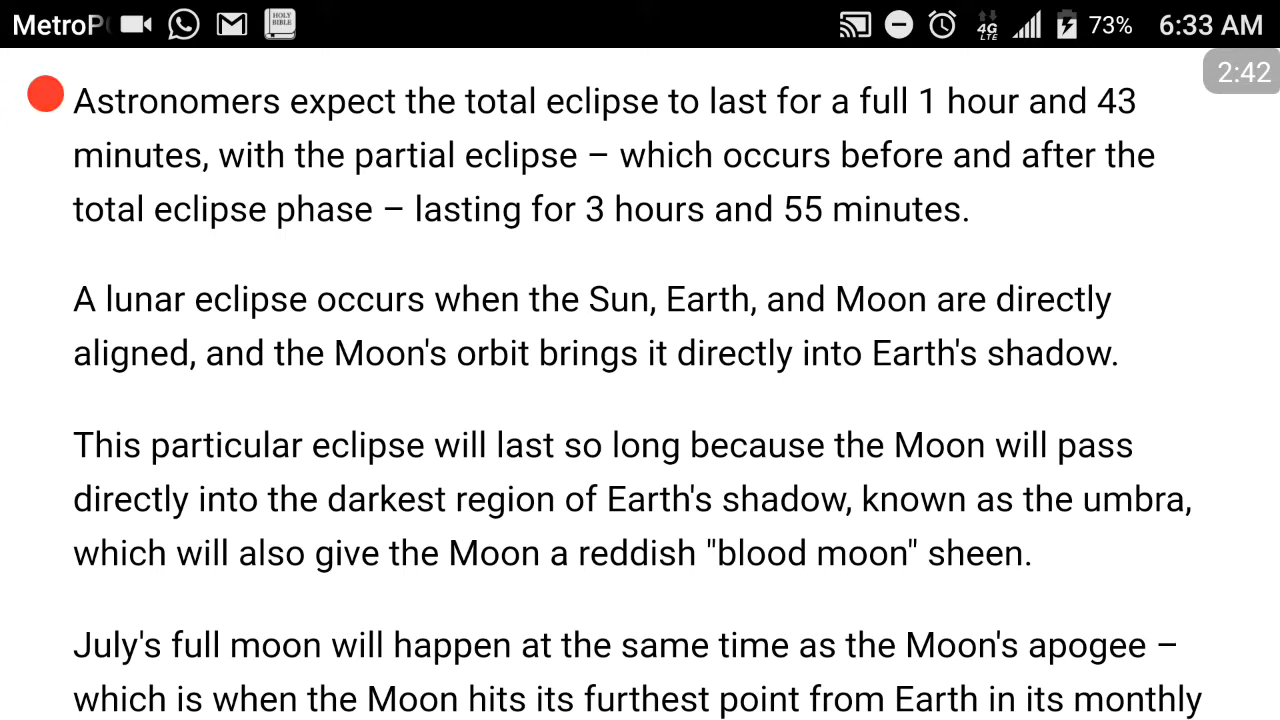 MetroP
HOLY BIBLE
4G LTE
73%
6:33 AM
2:42
Astronomers expect the total eclipse to last for a full 1 hour and 43
minutes, with the partial eclipse – which occurs before and after the
total eclipse phase – lasting for 3 hours and 55 minutes.
A lunar eclipse occurs when the Sun, Earth, and Moon are directly
aligned, and the Moon's orbit brings it directly into Earth's shadow.
This particular eclipse will last so long because the Moon will pass
directly into the darkest region of Earth's shadow, known as the umbra,
which will also give the Moon a reddish "blood moon" sheen.
July's full moon will happen at the same time as the Moon's apogee –
which is when the Moon hits its furthest point from Earth in its monthly